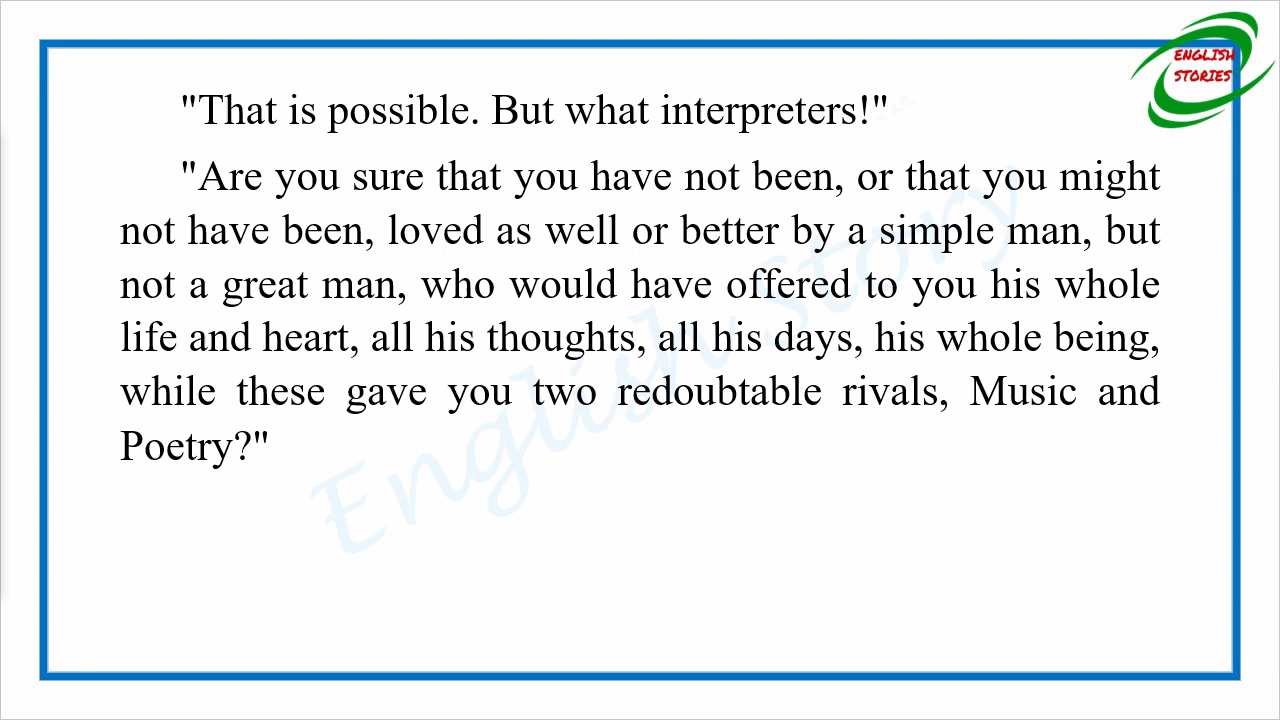 ENGLISH
STORIES
"That is possible. But what interpreters!"
"Are you sure that you have not been, or that you might
not have been, loved as well or better by a simple man, but
not a great man, who would have offered to you his whole
life and heart, all his thoughts, all his days, his whole being,
while these gave you two redoubtable rivals, Music and
Poetry?"
English Story